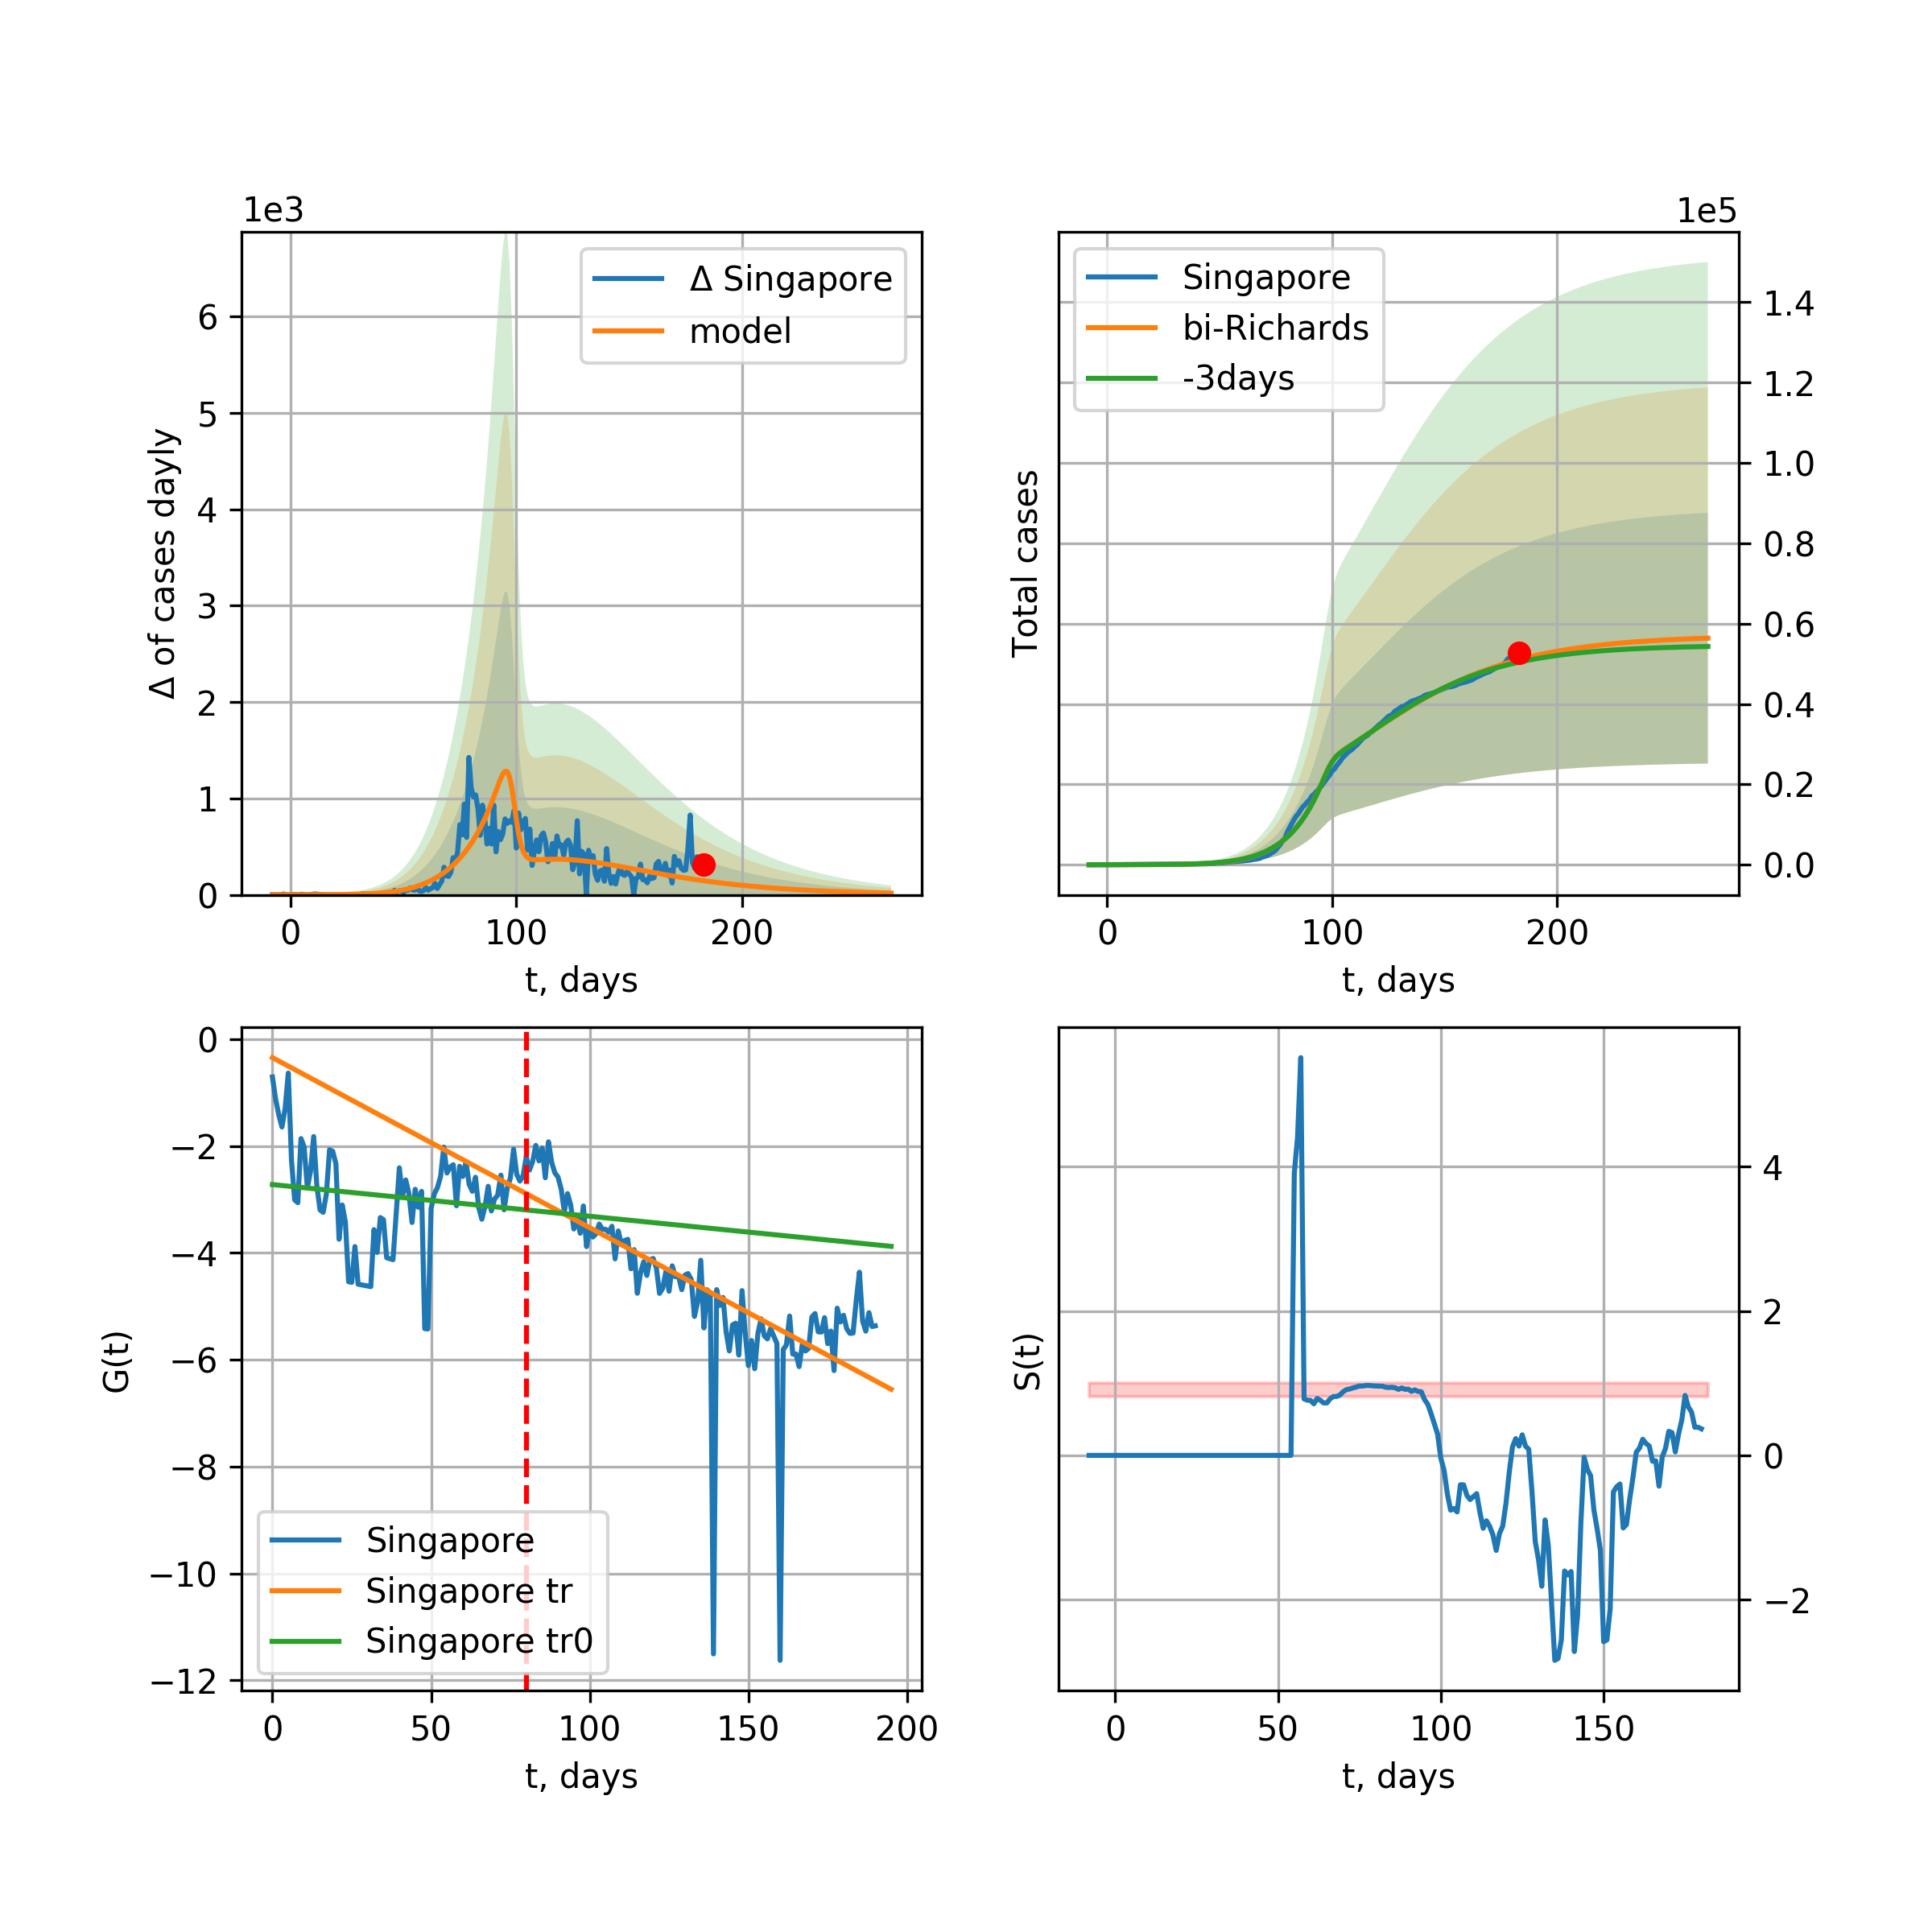 1e3
Δ of cases dayly
6
5
4
3
2
1
0
0 100 200
t, days
Δ Singapore
model
1e5
Total cases
Singapore
bi-Richards
-3days
1.4
1.2
1.0
0.8
0.6
0.4
0.2
0.0
0 100 200
t, days
G(t)
0
−2
−4
−6
−8
−10
−12
0 50 100 150 200
t, days
Singapore
Singapore tr
Singapore tr0
S(t)
4
2
0
−2
0 50 100 150
t, days